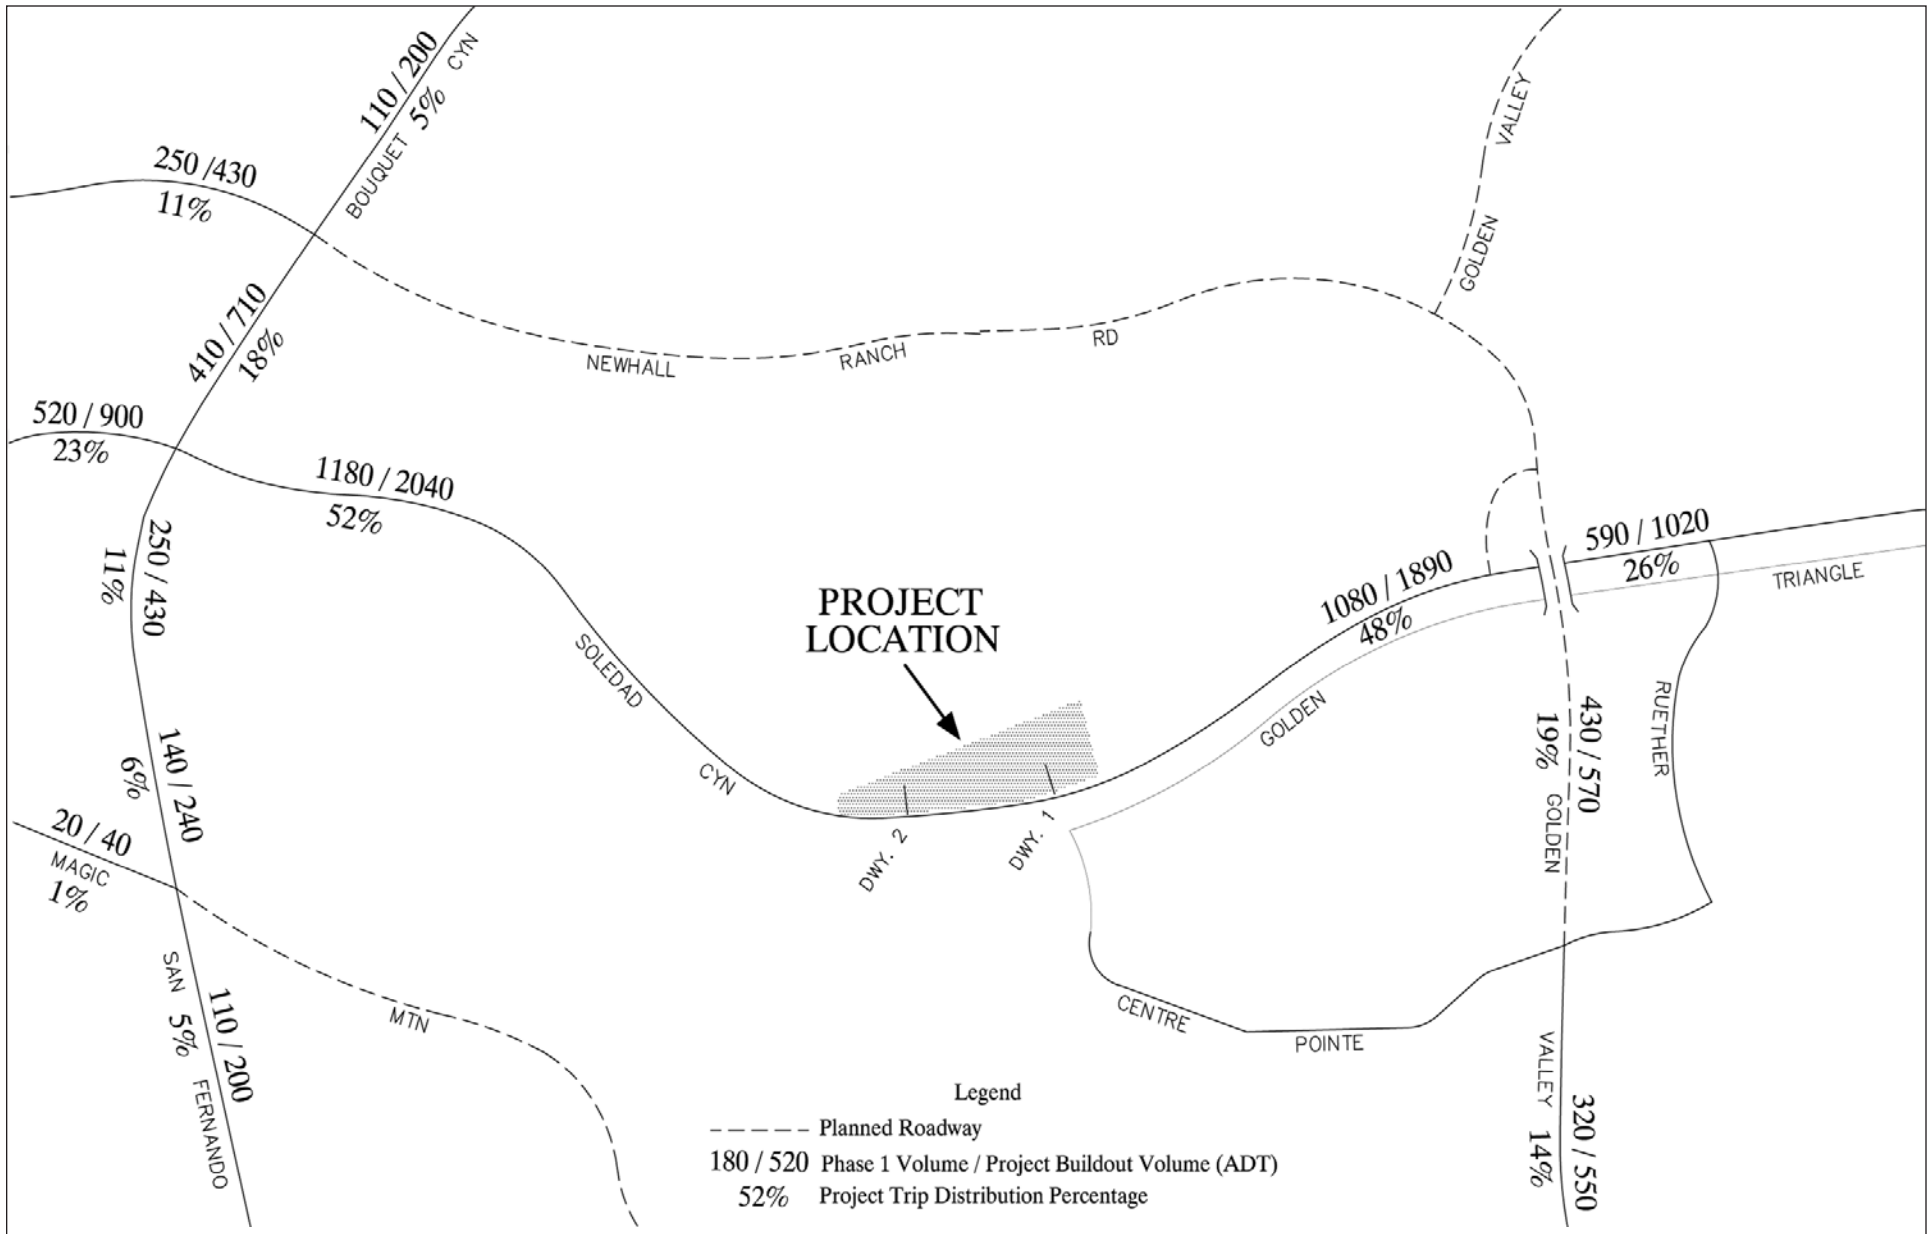 110 / 200
BOUQUET 5% CYN
250 /430
11%
VALLEY
GOLDEN
410 / 710
18%
NEWHALL RANCH RD
520 / 900
23%
1180 / 2040
52%
250 / 430
11%
590 / 1020
26%
TRIANGLE
1080 / 1890
48%
PROJECT
LOCATION
SOLEDAD
CYN
GOLDEN
RUETHER
430 / 570
19%
GOLDEN
140 / 240
6%
20 / 40
MAGIC
1%
DWY. 2
DWY. 1
SAN 5% FERNANDO
110 / 200
MTN
CENTRE
POINTE
VALLEY 14%
320 / 550
Legend
Planned Roadway
180 / 520 Phase 1 Volume / Project Buildout Volume (ADT)
52% Project Trip Distribution Percentage